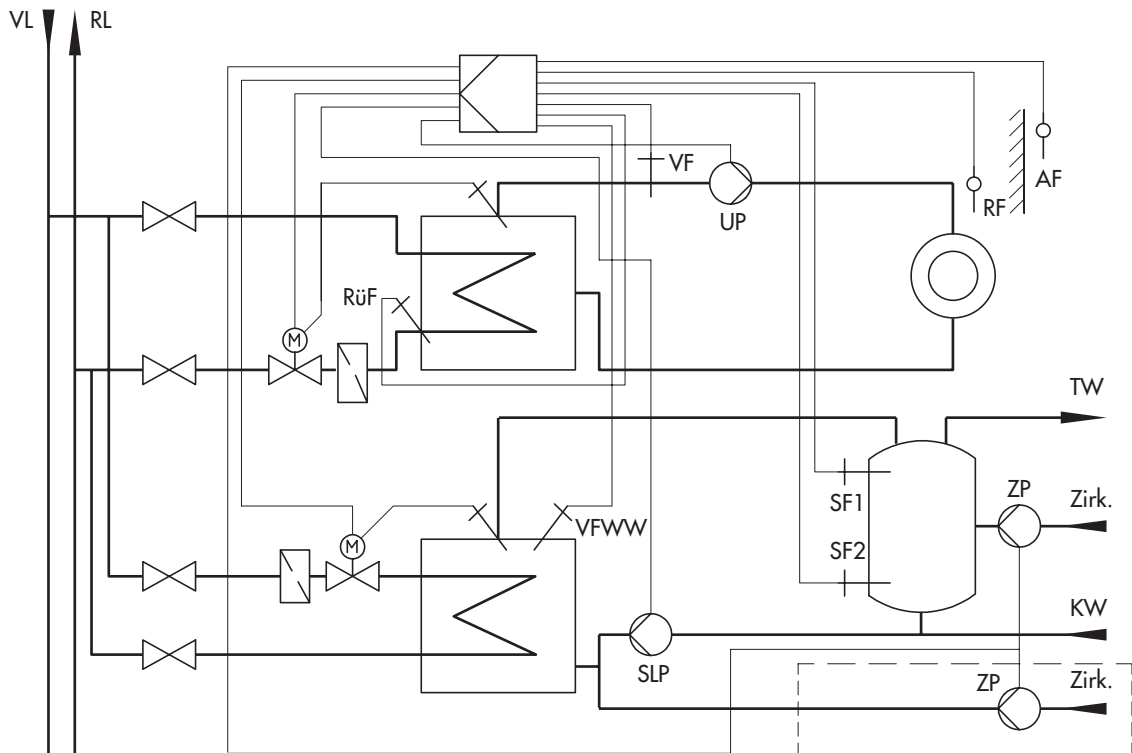 VL
RL
VF
UP
RF
AF
RüF
M
TW
SF1
ZP
Zirk.
VFWW
M
SF2
KW
SLP
ZP
Zirk.